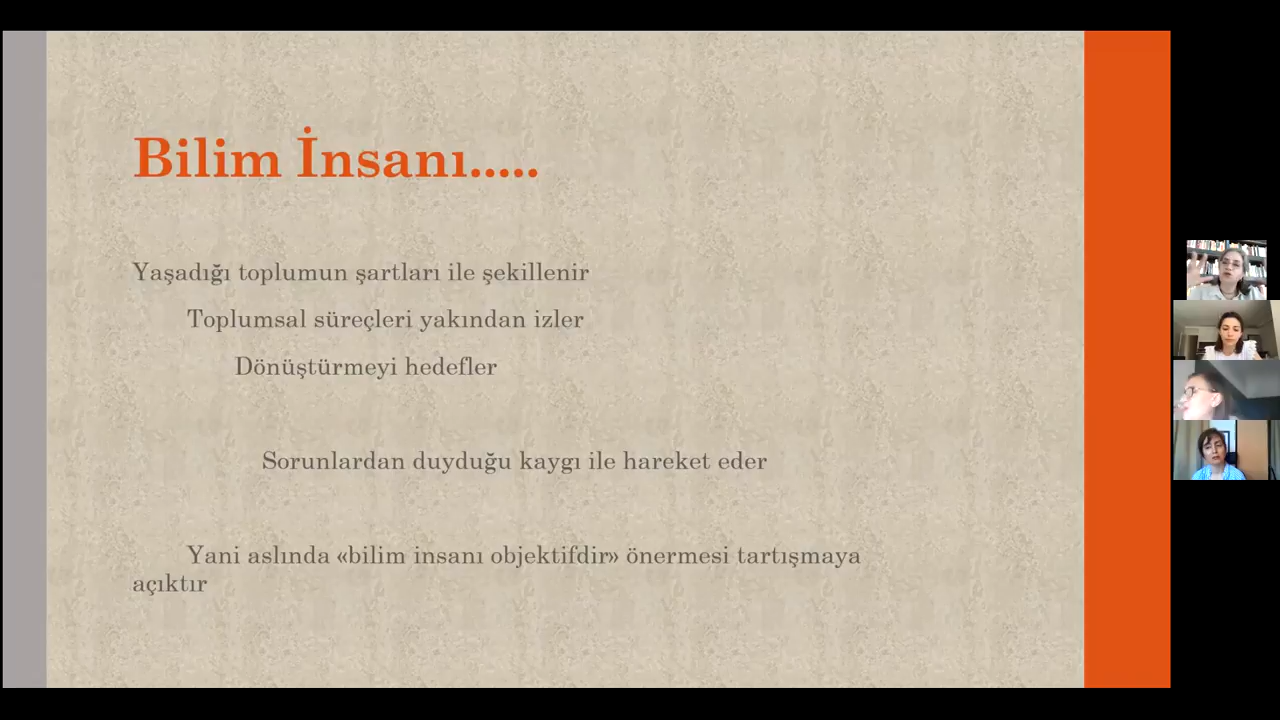 Bilim İnsanı.....
Yaşadığı toplumun şartları ile şekillenir
Toplumsal süreçleri yakından izler
Dönüştürmeyi hedefler
Sorunlardan duyduğu kaygı ile hareket eder
Yani aslında «bilim insanı objektifdir» önermesi tartışmaya
açıktır